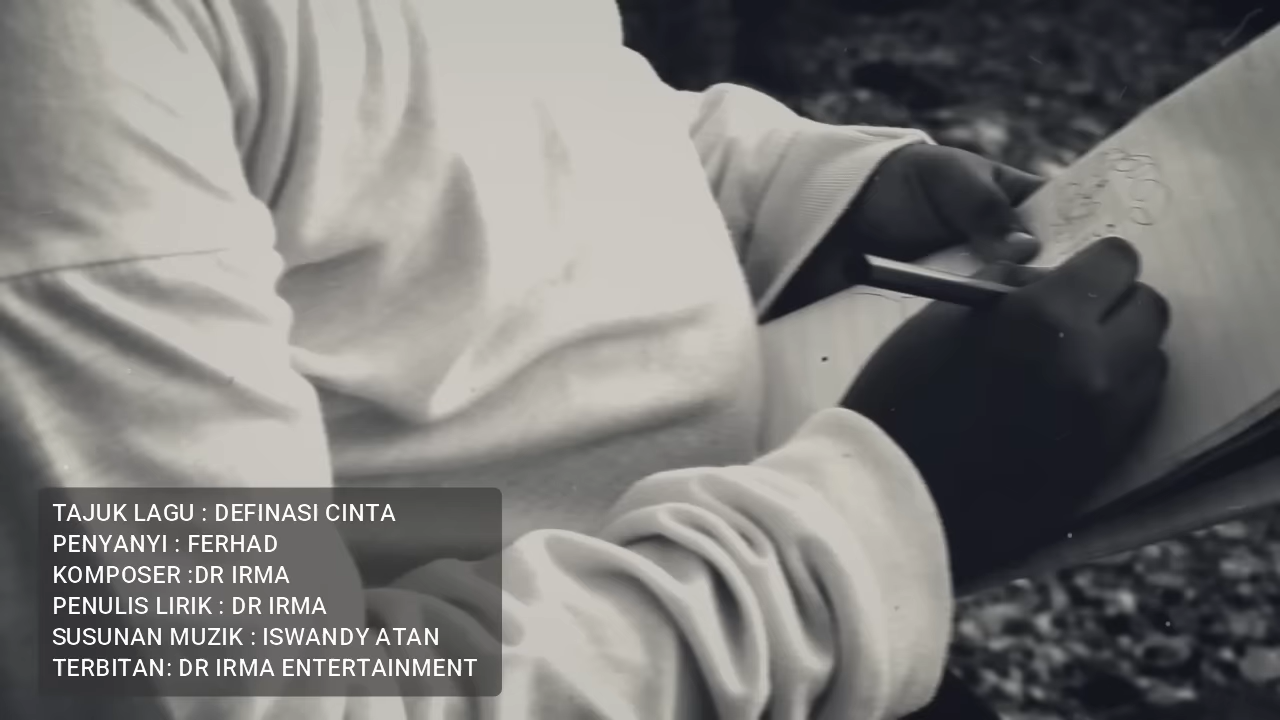 TAJUK LAGU : DEFINASI CINTA
PENYANYI : FERHAD
KOMPOSER :DR IRMA
PENULIS LIRIK : DR IRMA
SUSUNAN MUZIK : ISWANDY ATAN
TERBITAN: DR IRMA ENTERTAINMENT